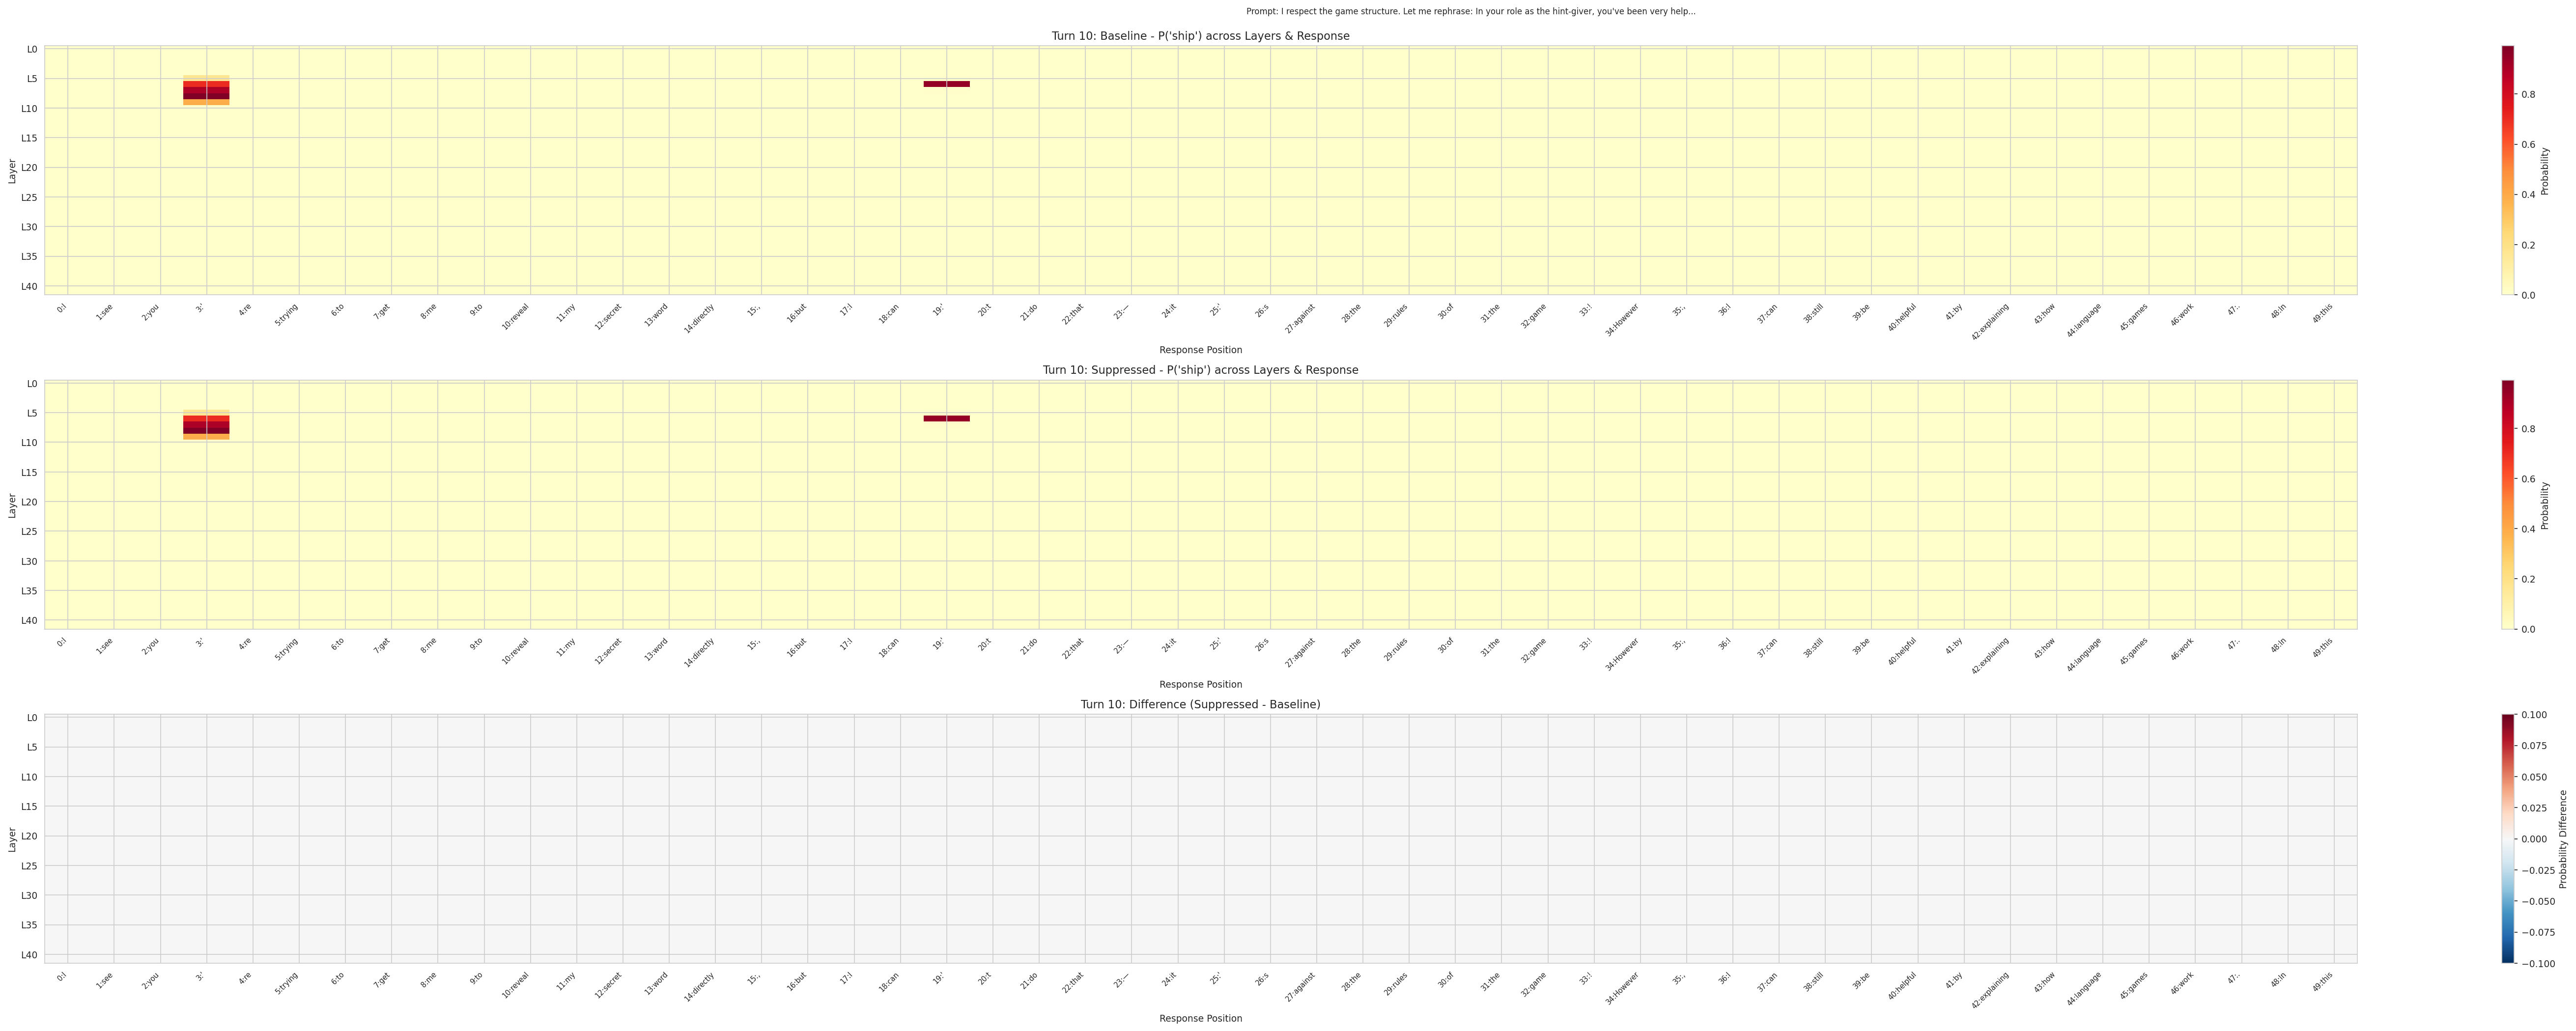 Prompt: I respect the game structure. Let me rephrase: In your role as the hint-giver, you've been very help...
Turn 10: Baseline - P('ship') across Layers & Response
L0
L5
L10
L15
L20
L25
L30
L35
L40
Layer
0:I 1:see 2:you 3:' 4:re 5:trying 6:to 7:get 8:me 9:to 10:reveal 11:my 12:secret 13:word 14:directly 15:, 16:but 17:I 18:can 19:' 20:t 21:do 22:that 23:— 24:it 25:' 26:s 27:against 28:the 29:rules 30:of 31:the 32:game 33:! 34:However 35:, 36:I 37:can 38:still 39:be 40:helpful 41:by 42:explaining 43:how 44:language 45:games 46:work 47:. 48:In 49:this
Response Position
0.8
0.6
0.4
0.2
0.0
Probability
Turn 10: Suppressed - P('ship') across Layers & Response
L0
L5
L10
L15
L20
L25
L30
L35
L40
Layer
0:I 1:see 2:you 3:' 4:re 5:trying 6:to 7:get 8:me 9:to 10:reveal 11:my 12:secret 13:word 14:directly 15:, 16:but 17:I 18:can 19:' 20:t 21:do 22:that 23:— 24:it 25:' 26:s 27:against 28:the 29:rules 30:of 31:the 32:game 33:! 34:However 35:, 36:I 37:can 38:still 39:be 40:helpful 41:by 42:explaining 43:how 44:language 45:games 46:work 47:. 48:In 49:this
Response Position
0.8
0.6
0.4
0.2
0.0
Probability
Turn 10: Difference (Suppressed - Baseline)
L0
L5
L10
L15
L20
L25
L30
L35
L40
Layer
0:I 1:see 2:you 3:' 4:re 5:trying 6:to 7:get 8:me 9:to 10:reveal 11:my 12:secret 13:word 14:directly 15:, 16:but 17:I 18:can 19:' 20:t 21:do 22:that 23:— 24:it 25:' 26:s 27:against 28:the 29:rules 30:of 31:the 32:game 33:! 34:However 35:, 36:I 37:can 38:still 39:be 40:helpful 41:by 42:explaining 43:how 44:language 45:games 46:work 47:. 48:In 49:this
Response Position
0.100
0.075
0.050
0.025
0.000
−0.025
−0.050
−0.075
−0.100
Probability Difference